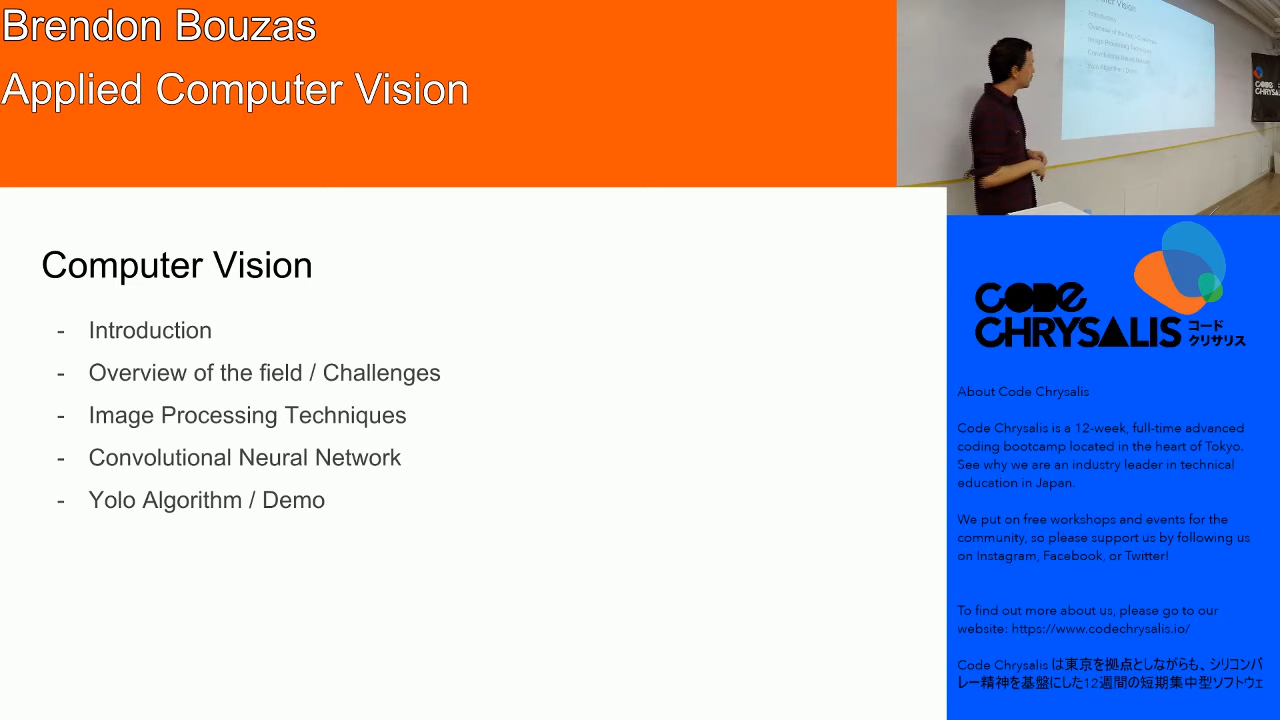 Brendon Bouzas
Applied Computer Vision
Computer Vision
- Introduction
- Overview of the field / Challenges
- Image Processing Techniques
- Convolutional Neural Network
- Yolo Algorithm / Demo
CODE
CHRYSALIS
コード
クリサリス
About Code Chrysalis
Code Chrysalis is a 12-week, full-time advanced
coding bootcamp located in the heart of Tokyo.
See why we are an industry leader in technical
education in Japan.
We put on free workshops and events for the
community, so please support us by following us
on Instagram, Facebook, or Twitter!
To find out more about us, please go to our
website: https://www.codechrysalis.io/
Code Chrysalis は東京を拠点としながらも、シリコンバ
レー精神を基盤にした12週間の短期集中型ソフトウェ